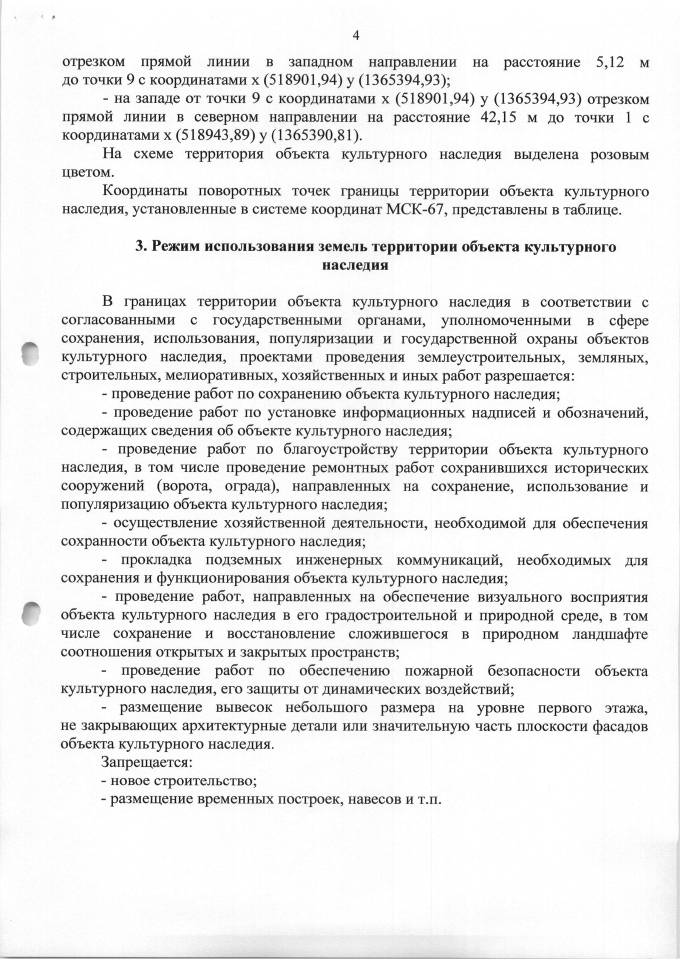 4
отрезком прямой линии в западном направлении на расстояние 5,12 м
до точки 9 с координатами x (518901,94) y (1365394,93);
- на западе от точки 9 с координатами x (518901,94) y (1365394,93) отрезком
прямой линии в северном направлении на расстояние 42,15 м до точки 1 с
координатами x (518943,89) y (1365390,81).
На схеме территория объекта культурного наследия выделена розовым
цветом.
Координаты поворотных точек границы территории объекта культурного
наследия, установленные в системе координат МСК-67, представлены в таблице.
3. Режим использования земель территории объекта культурного
наследия
В границах территории объекта культурного наследия в соответствии с
согласованными с государственными органами, уполномоченными в сфере
сохранения, использования, популяризации и государственной охраны объектов
культурного наследия, проектами проведения землеустроительных, земляных,
строительных, мелиоративных, хозяйственных и иных работ разрешается:
- проведение работ по сохранению объекта культурного наследия;
- проведение работ по установке информационных надписей и обозначений,
содержащих сведения об объекте культурного наследия;
- проведение работ по благоустройству территории объекта культурного
наследия, в том числе проведение ремонтных работ сохранившихся исторических
сооружений (ворота, ограда), направленных на сохранение, использование и
популяризацию объекта культурного наследия;
- осуществление хозяйственной деятельности, необходимой для обеспечения
сохранности объекта культурного наследия;
- прокладка подземных инженерных коммуникаций, необходимых для
сохранения и функционирования объекта культурного наследия;
- проведение работ, направленных на обеспечение визуального восприятия
объекта культурного наследия в его градостроительной и природной среде, в том
числе сохранение и восстановление сложившегося в природном ландшафте
соотношения открытых и закрытых пространств;
- проведение работ по обеспечению пожарной безопасности объекта
культурного наследия, его защиты от динамических воздействий;
- размещение вывесок небольшого размера на уровне первого этажа,
не закрывающих архитектурные детали или значительную часть плоскости фасадов
объекта культурного наследия.
Запрещается:
- новое строительство;
- размещение временных построек, навесов и т.п.